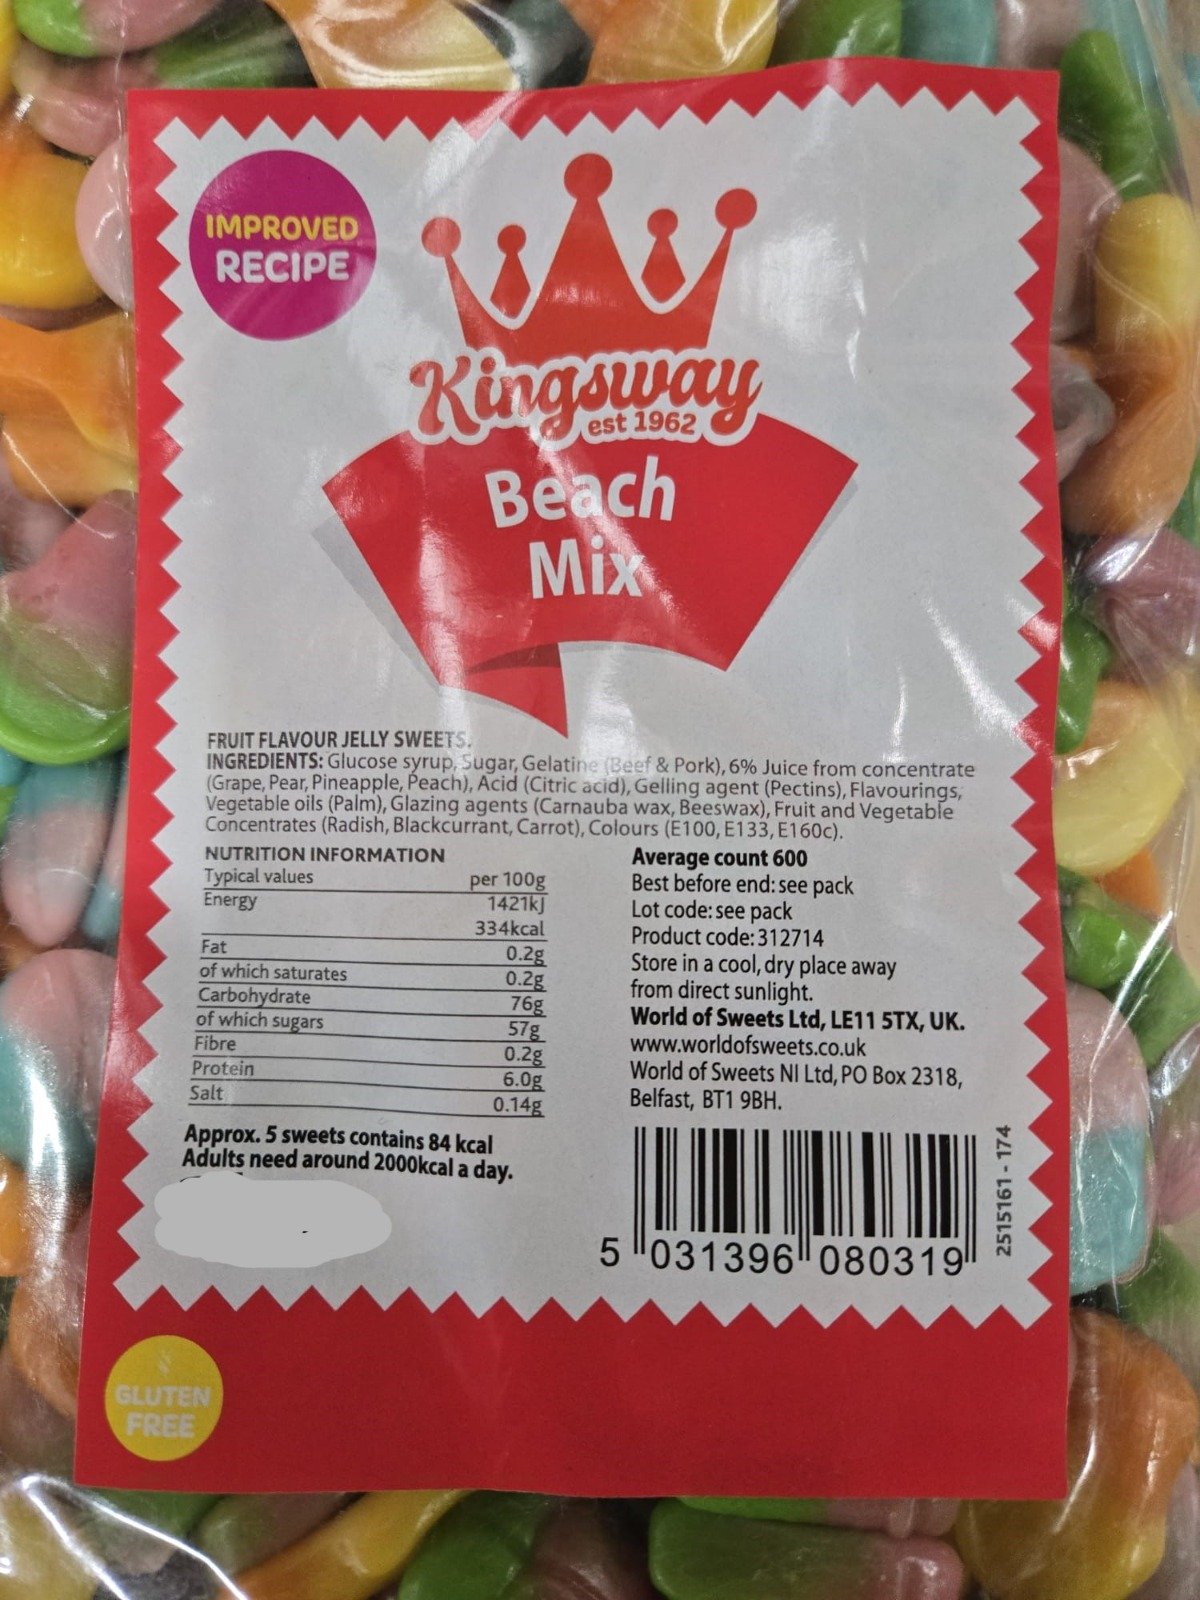 IMPROVED
RECIPE
Kingsway
est 1962
Beach
Mix
FRUIT FLAVOUR JELLY SWEETS.
INGREDIENTS: Glucose syrup, Sugar, Gelatine (Beef & Pork), 6% Juice from concentrate
(Grape, Pear, Pineapple, Peach), Acid (Citric acid), Gelling agent (Pectins), Flavourings,
Vegetable oils (Palm), Glazing agents (Carnauba wax, Beeswax), Fruit and Vegetable
Concentrates (Radish, Blackcurrant, Carrot), Colours (E100, E133, E160c).
NUTRITION INFORMATION
Typical values per 100g
Energy 1421kJ
334kcal
Fat 0.2g
of which saturates 0.2g
Carbohydrate 76g
of which sugars 57g
Fibre 0.2g
Protein 6.0g
Salt 0.14g
Approx. 5 sweets contains 84 kcal
Adults need around 2000kcal a day.
Average count 600
Best before end: see pack
Lot code: see pack
Product code: 312714
Store in a cool, dry place away
from direct sunlight.
World of Sweets Ltd, LE11 5TX, UK.
www.worldofsweets.co.uk
World of Sweets NI Ltd, PO Box 2318,
Belfast, BT1 9BH.
5 031396 080319
2515161 - 174
GLUTEN
FREE